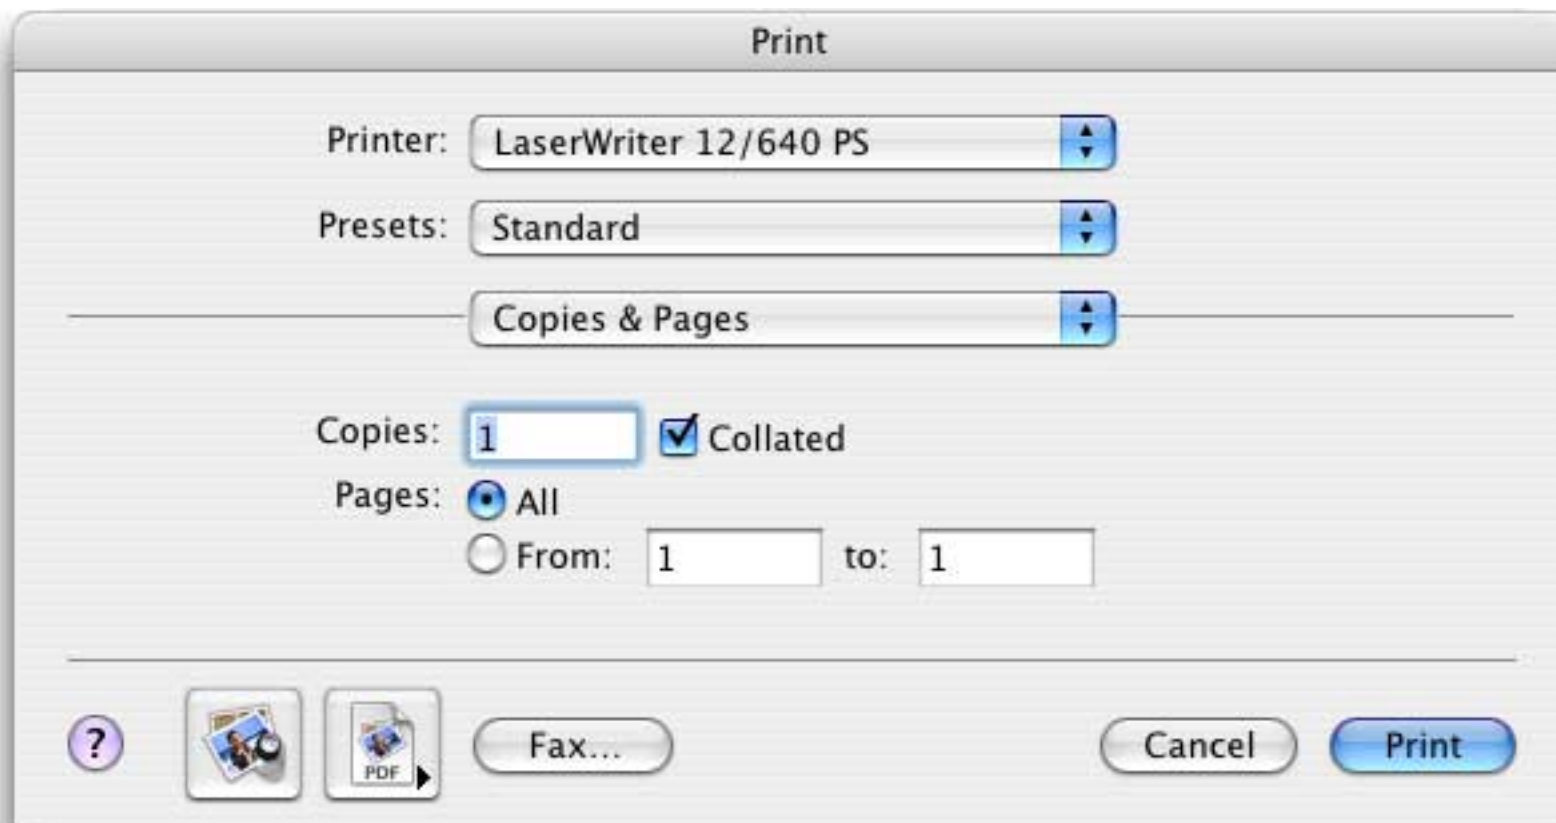 Print
Printer: LaserWriter 12/640 PS
Presets: Standard
Copies & Pages
Copies: 1 Collated
Pages: All
From: 1 to: 1
? PDF Fax... Cancel Print